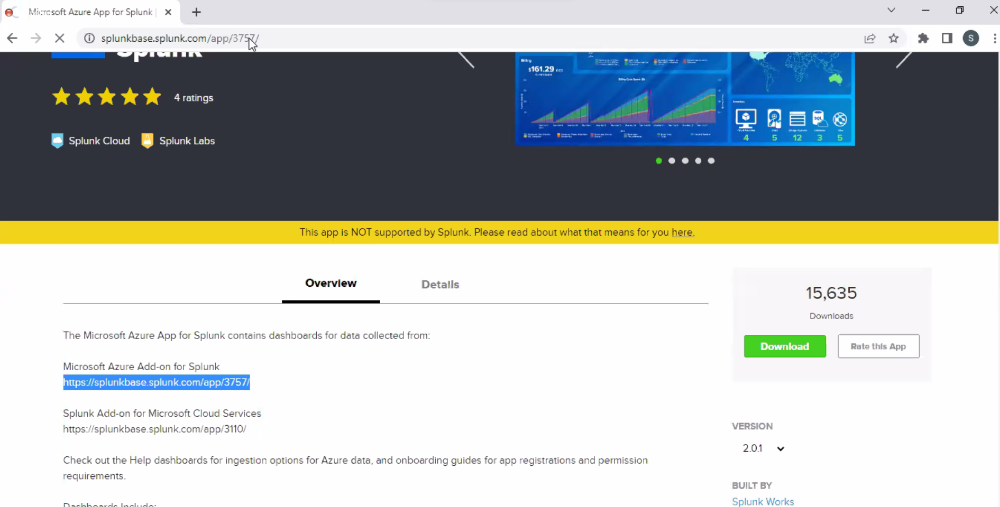 Microsoft Azure App for Splunk |
splunkbase.splunk.com/app/3757/
S
Splunk
Billing
$161.29
Inventory
4 5 12 3 5
4 ratings
Splunk Cloud Splunk Labs
This app is NOT supported by Splunk. Please read about what that means for you here.
Overview Details
15,635
Downloads
Download Rate this App
The Microsoft Azure App for Splunk contains dashboards for data collected from:
Microsoft Azure Add-on for Splunk
https://splunkbase.splunk.com/app/3757/
Splunk Add-on for Microsoft Cloud Services
https://splunkbase.splunk.com/app/3110/
VERSION
2.0.1
Check out the Help dashboards for ingestion options for Azure data, and onboarding guides for app registrations and permission
requirements.
BUILT BY
Splunk Works
Dashboards Include: